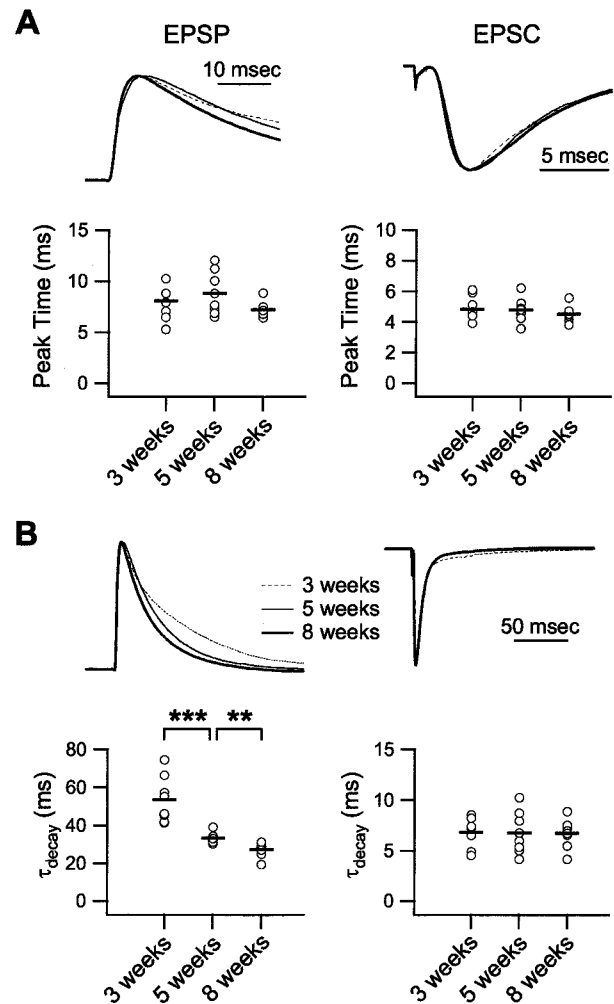 A
EPSP
EPSC
10 msec
5 msec
Peak Time (ms)
15
10
5
0
3 weeks
5 weeks
8 weeks
Peak Time (ms)
10
8
6
4
2
0
3 weeks
5 weeks
8 weeks
B
3 weeks
5 weeks
8 weeks
50 msec
*** **
τdecay
(ms)
80
60
40
20
0
3 weeks
5 weeks
8 weeks
τdecay
(ms)
15
10
5
0
3 weeks
5 weeks
8 weeks